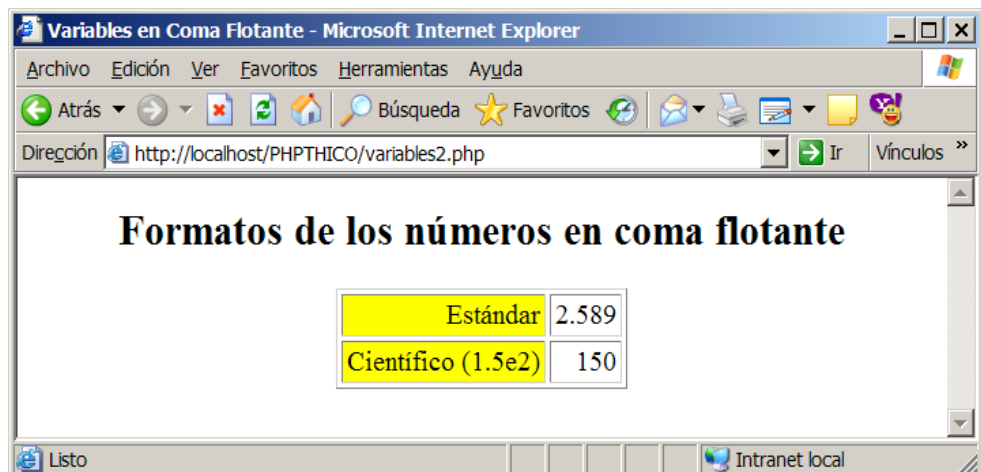 Variables en Coma Flotante - Microsoft Internet Explorer
Archivo Edición Ver Favoritos Herramientas Ayuda
Atrás Búsqueda Favoritos
Dirección http://localhost/PHPTHICO/variables2.php Ir Vínculos »
Formatos de los números en coma flotante
Estándar 2.589
Científico (1.5e2) 150
Listo Intranet local